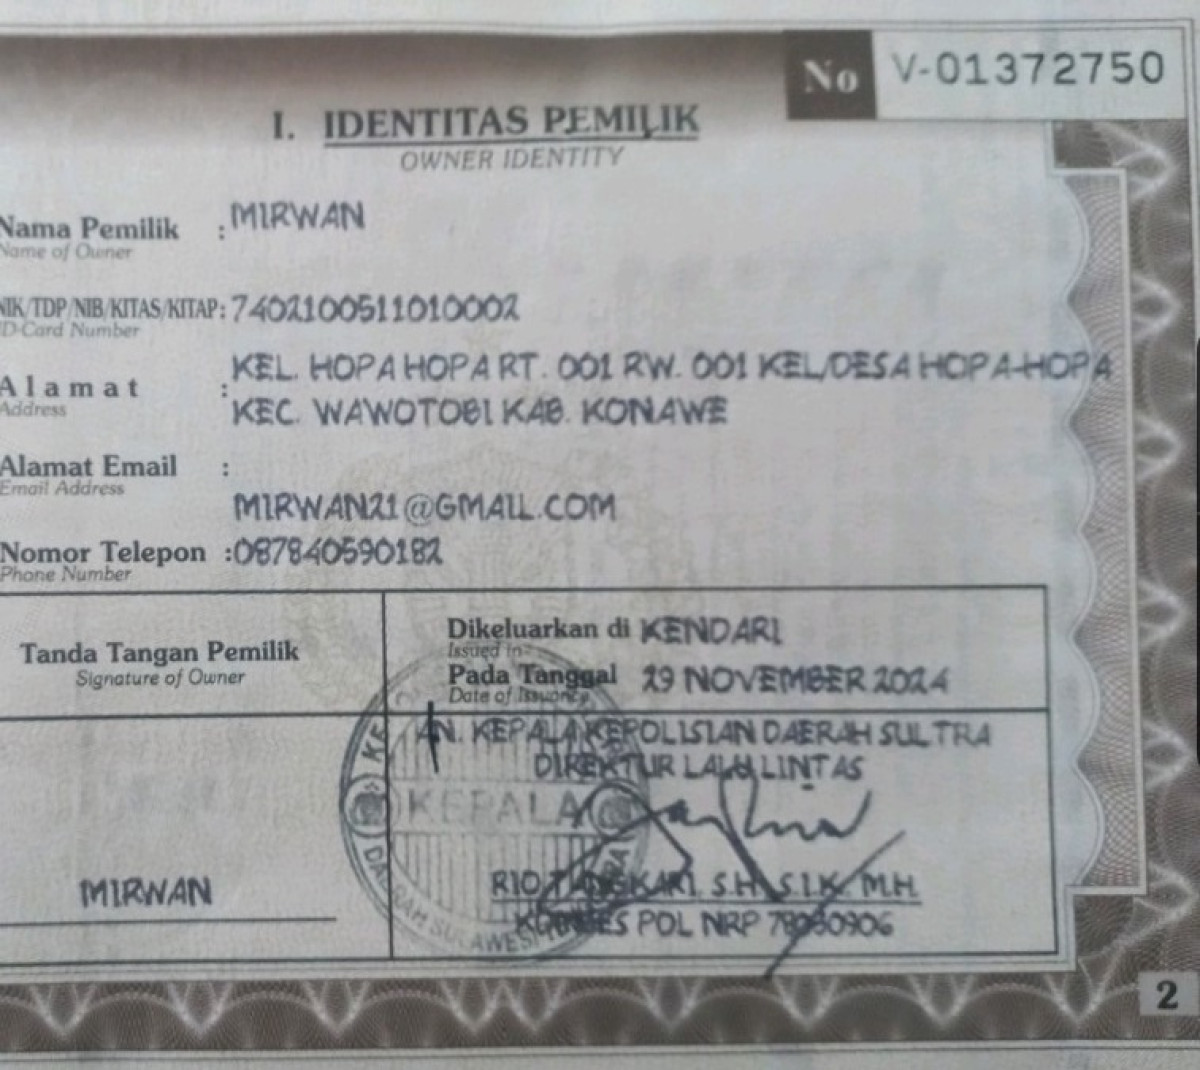 No V-01372750
I. IDENTITAS PEMILIK
OWNER IDENTITY
Nama Pemilik : MIRWAN
Name of Owner
NIK/TDP/NIB/KITAS/KITAP: 7402100511010002
ID-Card Number
Alamat : KEL. HOPA HOPA RT. 001 RW. 001 KEL/DESA HOPA-HOPA
Address
KEC. WAWOTOBI KAB. KONAWE
Alamat Email :
Email Address
MIRWAN21@GMAIL.COM
Nomor Telepon :087840590182
Phone Number
Tanda Tangan Pemilik
Signature of Owner
Dikeluarkan di KENDARI
Issued in
Pada Tanggal 29 NOVEMBER 2024
Date of Issuance
AN. KEPALA KEPOLISIAN DAERAH SULTRA
DIREKTUR LALU LINTAS
KEPALA
MIRWAN
RIO TANGKARI. S.H. S.I.K. M.H.
KOMBES POL NRP
2